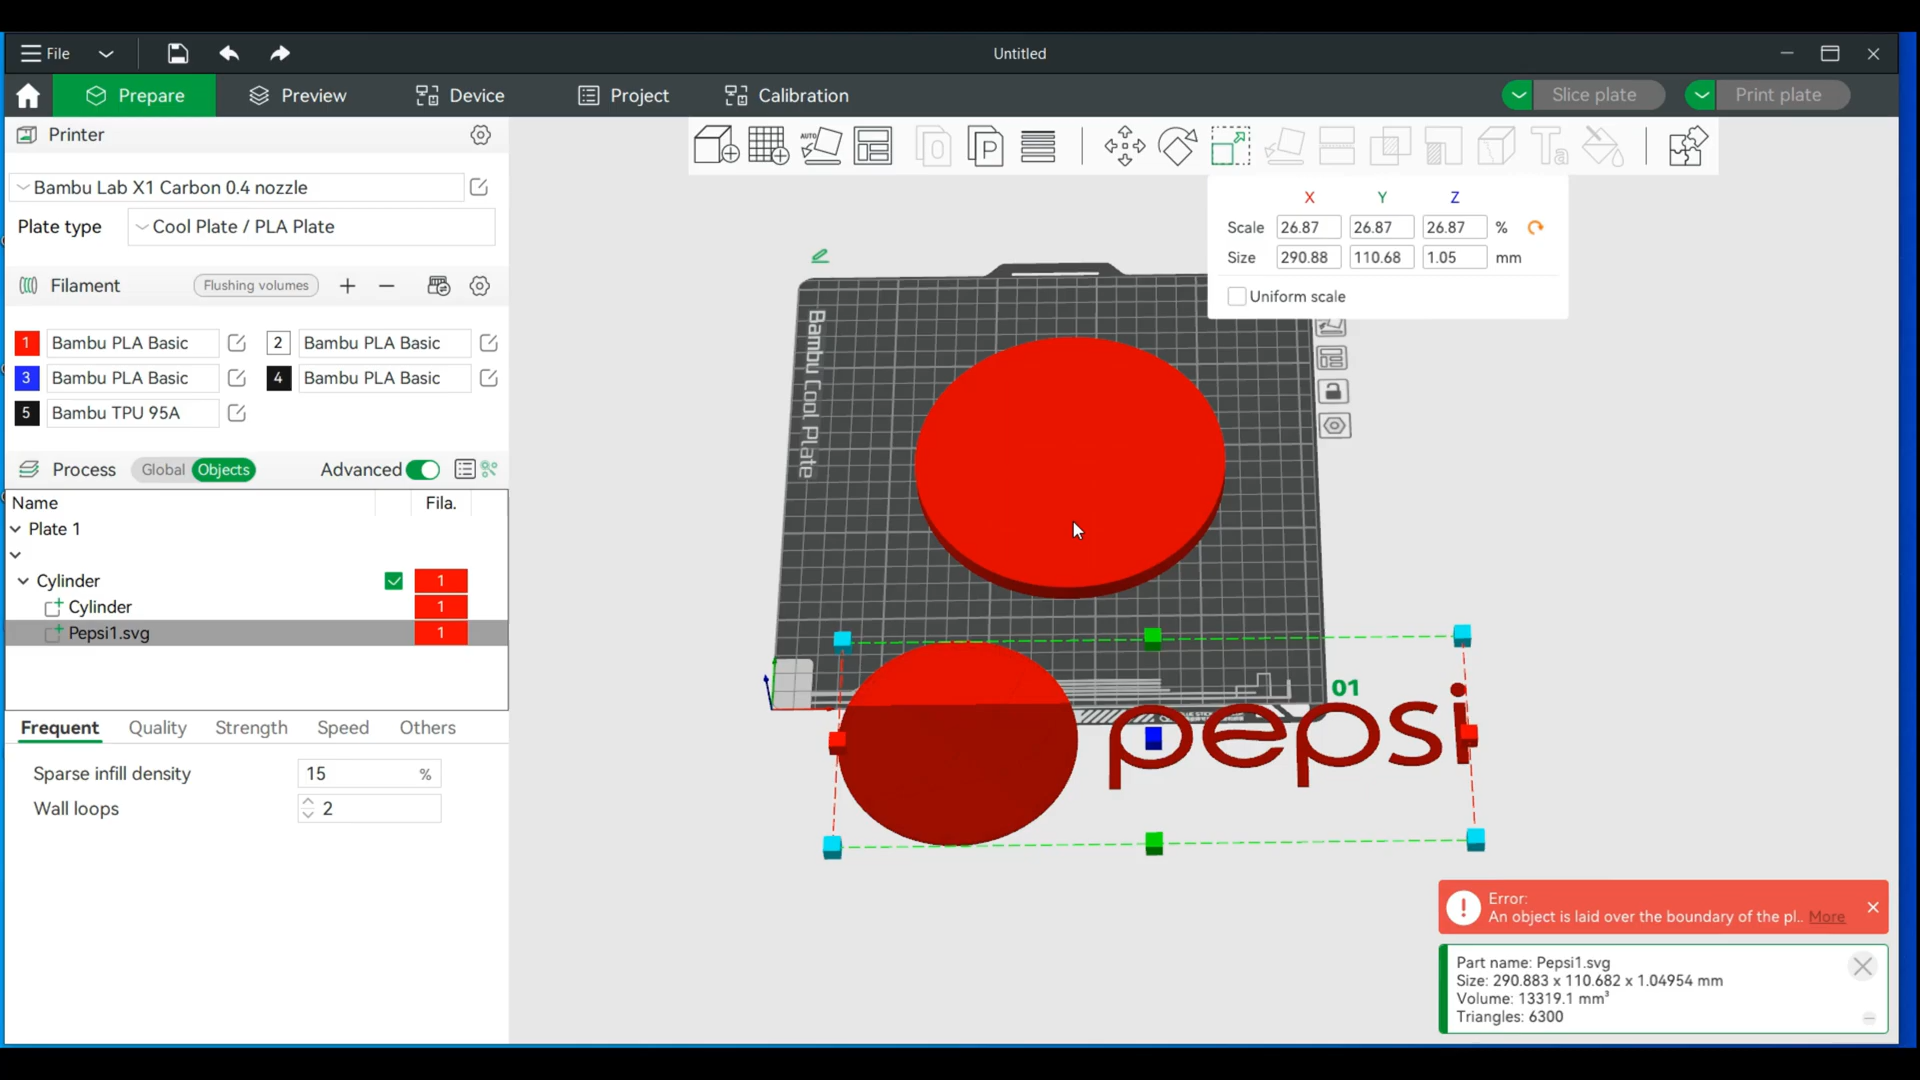 File
Untitled
Prepare
Preview
Device
Project
Calibration
Slice plate
Print plate
Printer
Bambu Lab X1 Carbon 0.4 nozzle
Plate type
Cool Plate / PLA Plate
Filament
Flushing volumes
1 Bambu PLA Basic
2 Bambu PLA Basic
3 Bambu PLA Basic
4 Bambu PLA Basic
5 Bambu TPU 95A
Process
Global
Objects
Advanced
Name
Fila.
Plate 1
Cylinder 1
Cylinder 1
Pepsi1.svg 1
Frequent
Quality
Strength
Speed
Others
Sparse infill density 15 %
Wall loops 2
AUTO
0
P
Ta
X Y Z
Scale 26.87 26.87 26.87 %
Size 290.88 110.68 1.05 mm
Uniform scale
Bambu Cool Plate
01
pepsi
Error:
An object is laid over the boundary of the pl.. More
Part name: Pepsi1.svg
Size: 290.883 x 110.682 x 1.04954 mm
Volume: 13319.1 mm³
Triangles: 6300